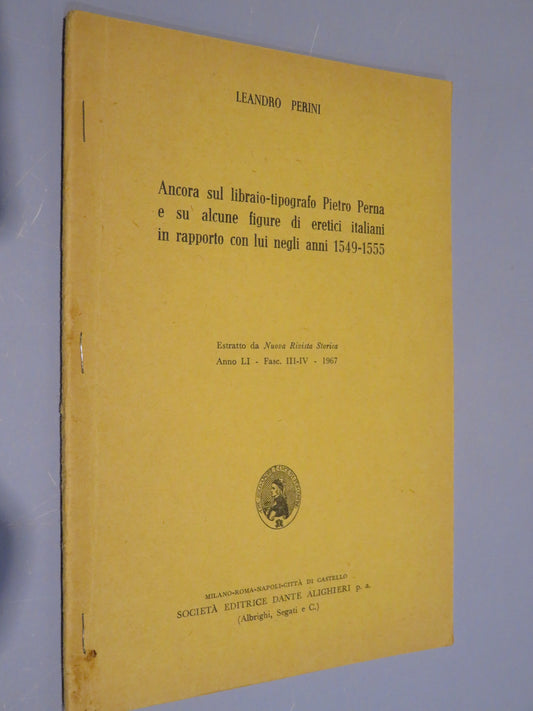 LEANDRO PERINI
Ancora sul libraio-tipografo Pietro Perna
e su alcune figure di eretici italiani
in rapporto con lui negli anni 1549-1555
Estratto da Nuova Rivista Storica
Anno LI - Fasc. III-IV - 1967
MILANO-ROMA-NAPOLI-CITTÀ DI CASTELLO
SOCIETÀ EDITRICE DANTE ALIGHIERI p. a.
(Albrighi, Segati e C.)